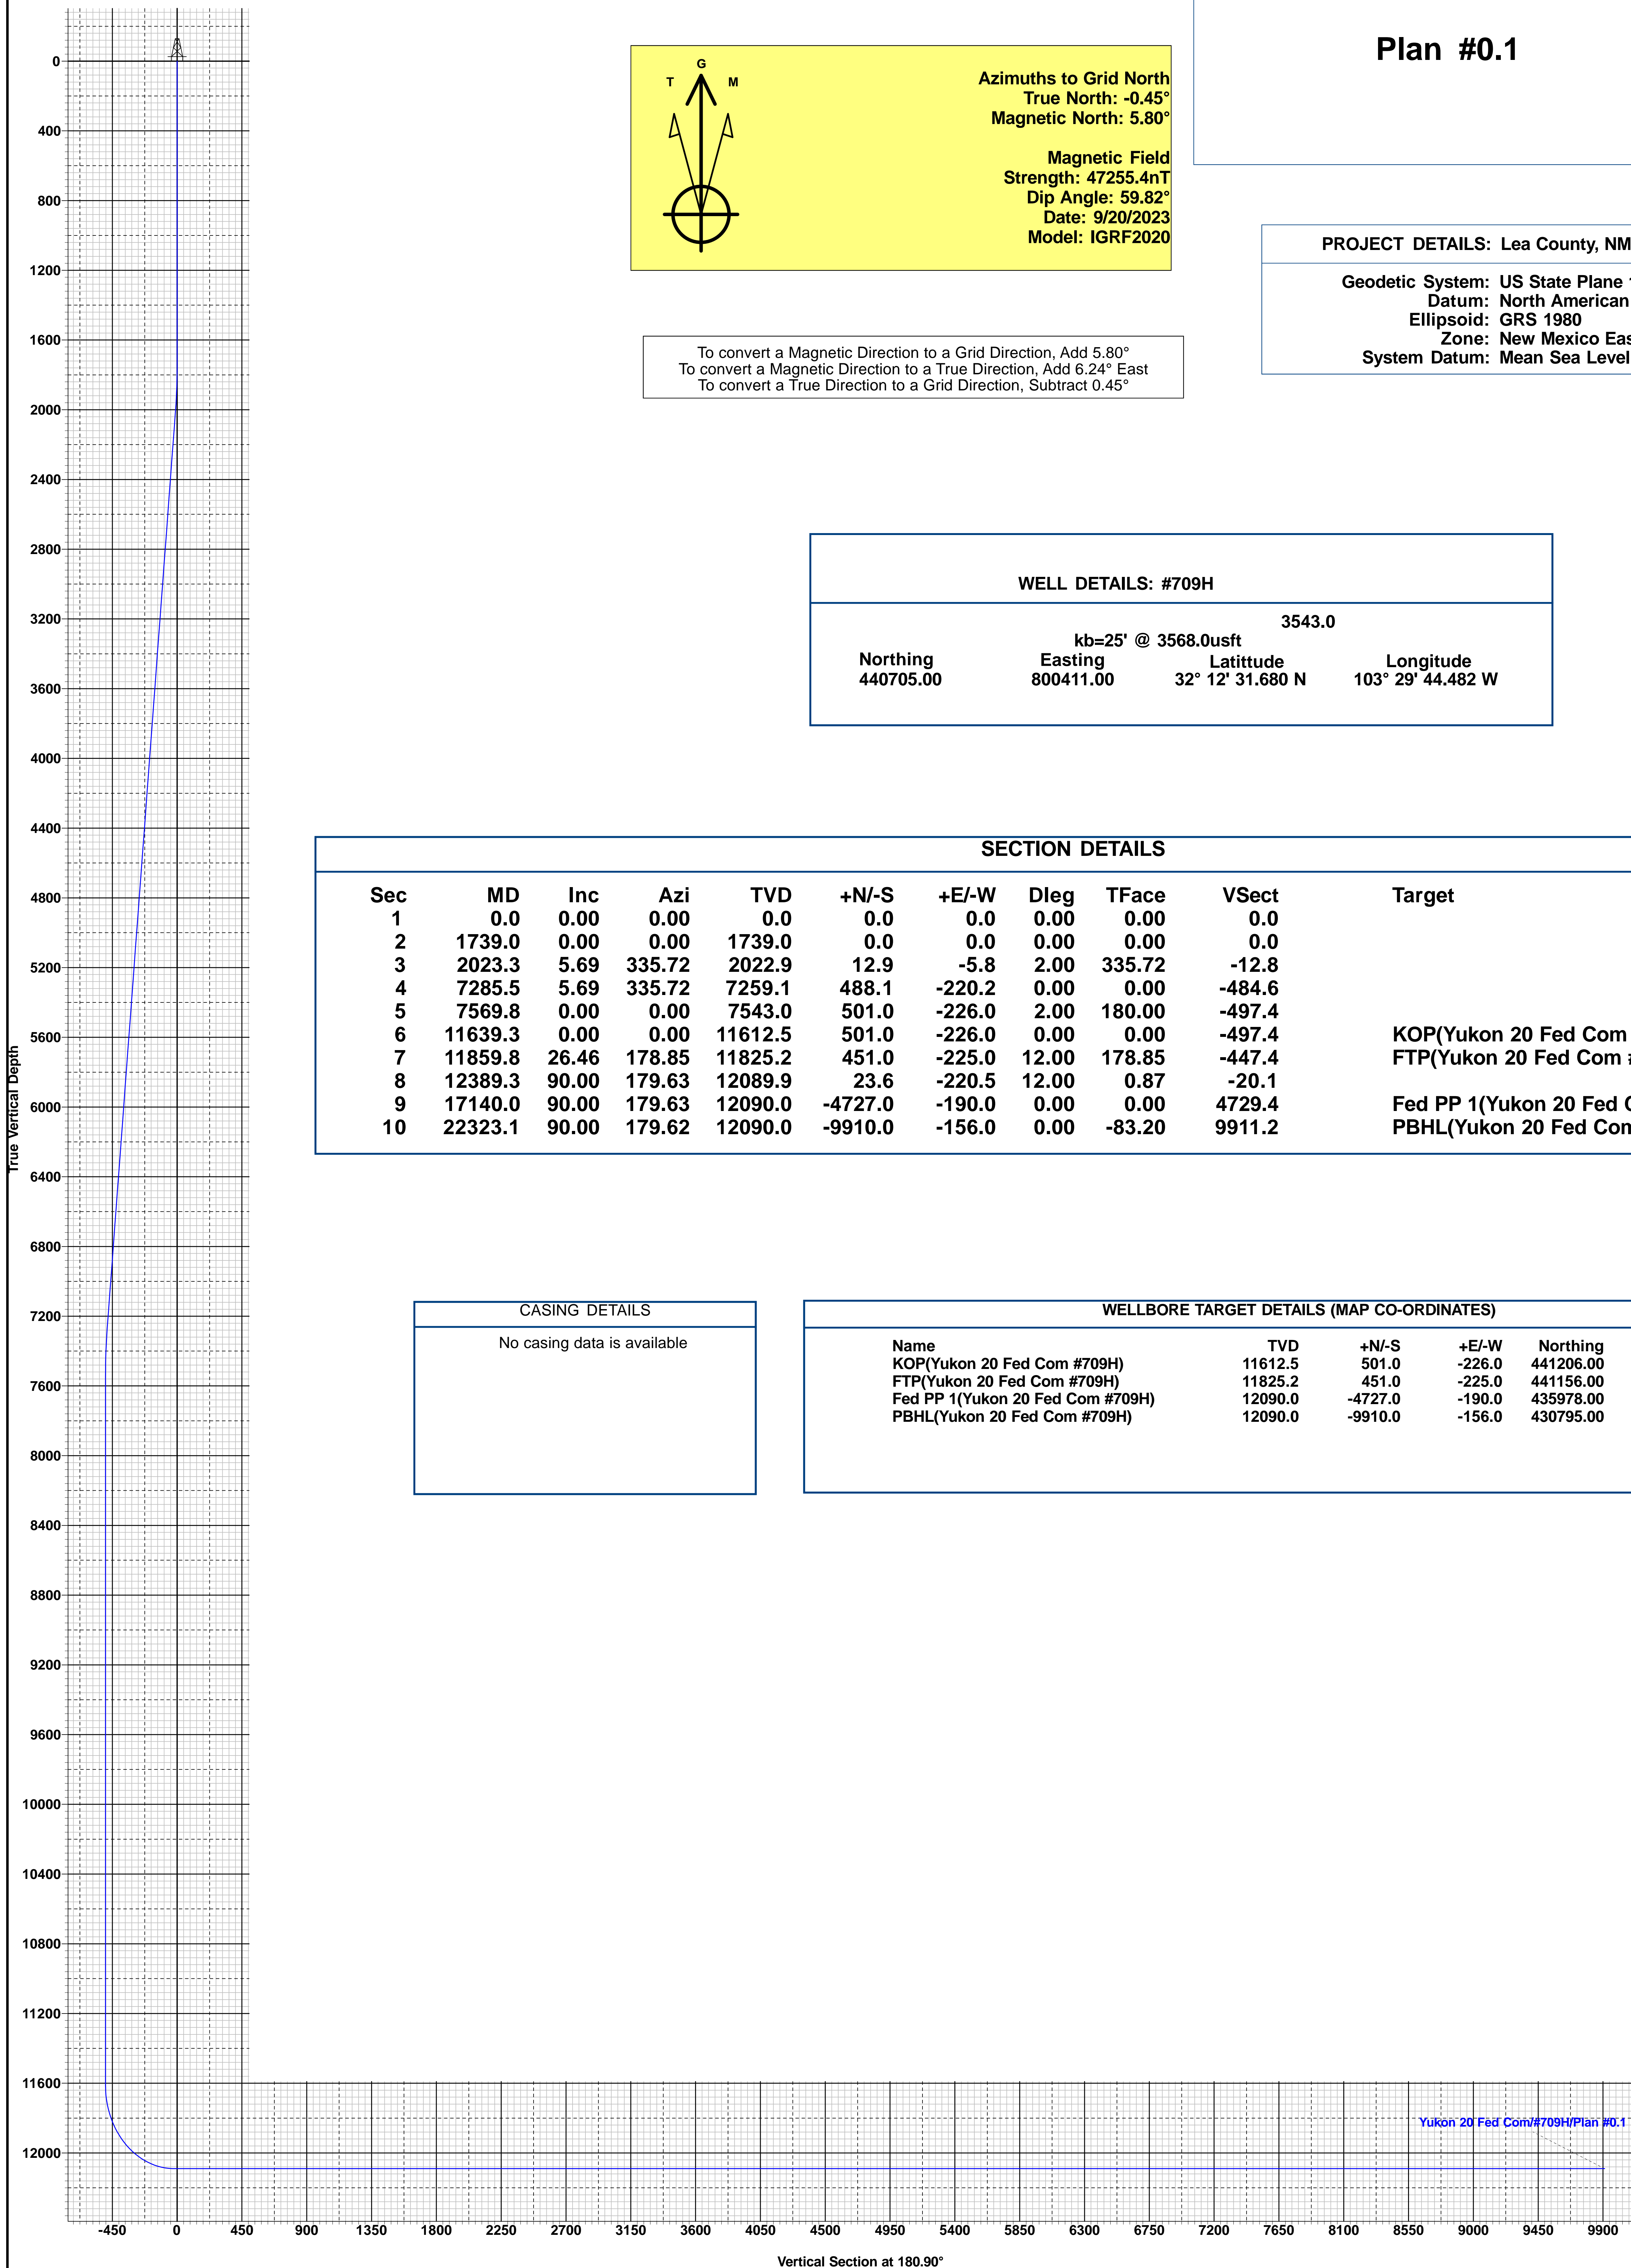 Plan #0.1
T G M
Azimuths to Grid North
True North: -0.45°
Magnetic North: 5.80°
Magnetic Field
Strength: 47255.4nT
Dip Angle: 59.82°
Date: 9/20/2023
Model: IGRF2020
PROJECT DETAILS: Lea County, NM
Geodetic System: US State Plane
Datum: North American
Ellipsoid: GRS 1980
Zone: New Mexico
System Datum: Mean Sea Level
To convert a Magnetic Direction to a Grid Direction, Add 5.80°
To convert a Magnetic Direction to a True Direction, Add 6.24° East
To convert a True Direction to a Grid Direction, Subtract 0.45°
WELL DETAILS: #709H
3543.0
kb=25' @ 3568.0usft
Northing Easting Latittude Longitude
440705.00 800411.00 32° 12' 31.680 N 103° 29' 44.482 W
SECTION DETAILS
Sec MD Inc Azi TVD +N/-S +E/-W Dleg TFace VSect Target
1 0.0 0.00 0.00 0.0 0.0 0.0 0.00 0.00 0.0
2 1739.0 0.00 0.00 1739.0 0.0 0.0 0.00 0.00 0.0
3 2023.3 5.69 335.72 2022.9 12.9 -5.8 2.00 335.72 -12.8
4 7285.5 5.69 335.72 7259.1 488.1 -220.2 0.00 0.00 -484.6
5 7569.8 0.00 0.00 7543.0 501.0 -226.0 2.00 180.00 -497.4
6 11639.3 0.00 0.00 11612.5 501.0 -226.0 0.00 0.00 -497.4 KOP(Yukon 20 Fed Com
7 11859.8 26.46 178.85 11825.2 451.0 -225.0 12.00 178.85 -447.4 FTP(Yukon 20 Fed Com
8 12389.3 90.00 179.63 12089.9 23.6 -220.5 12.00 0.87 -20.1
9 17140.0 90.00 179.63 12090.0 -4727.0 -190.0 0.00 0.00 4729.4 Fed PP 1(Yukon 20 Fed
10 22323.1 90.00 179.62 12090.0 -9910.0 -156.0 0.00 -83.20 9911.2 PBHL(Yukon 20 Fed
CASING DETAILS
No casing data is available
WELLBORE TARGET DETAILS (MAP CO-ORDINATES)
Name TVD +N/-S +E/-W Northing
KOP(Yukon 20 Fed Com #709H) 11612.5 501.0 -226.0 441206.00
FTP(Yukon 20 Fed Com #709H) 11825.2 451.0 -225.0 441156.00
Fed PP 1(Yukon 20 Fed Com #709H) 12090.0 -4727.0 -190.0 435978.00
PBHL(Yukon 20 Fed Com #709H) 12090.0 -9910.0 -156.0 430795.00
True Vertical Depth
0
400
800
1200
1600
2000
2400
2800
3200
3600
4000
4400
4800
5200
5600
6000
6400
6800
7200
7600
8000
8400
8800
9200
9600
10000
10400
10800
11200
11600
12000
Yukon 20 Fed Com/#709H/Plan #0.1
-450 0 450 900 1350 1800 2250 2700 3150 3600 4050 4500 4950 5400 5850 6300 6750 7200 7650 8100 8550 9000 9450 9900
Vertical Section at 180.90°